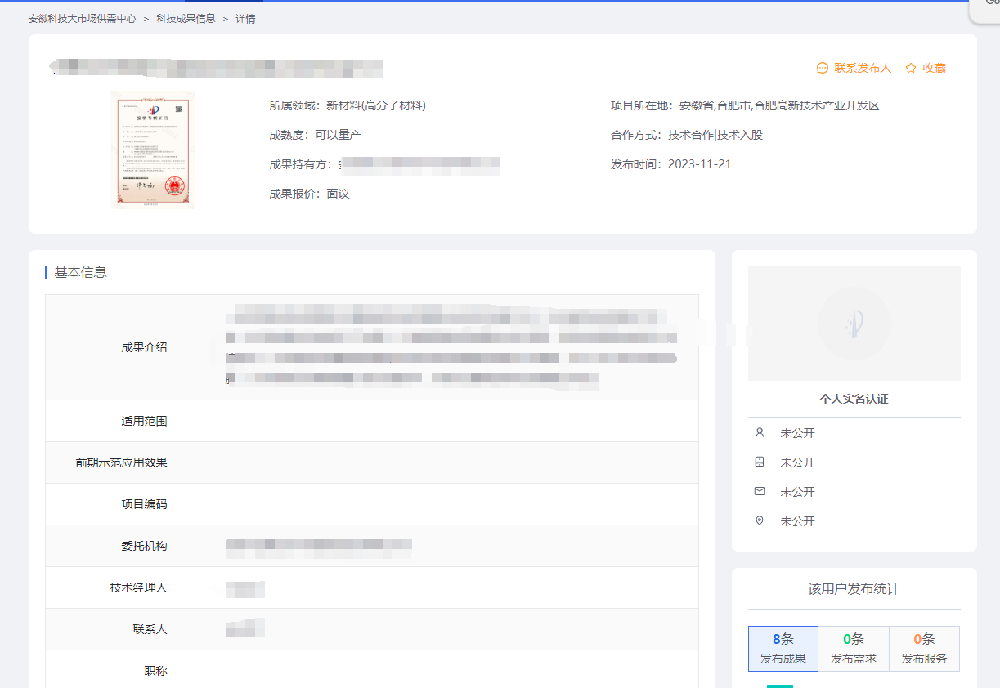 安徽科技大市场供需中心 > 科技成果信息 > 详情
联系发布人 收藏
发明专利证书
所属领域：新材料(高分子材料)
项目所在地：安徽省,合肥市,合肥高新技术产业开发区
成熟度：可以量产
合作方式：技术合作|技术入股
成果持有方：
发布时间：2023-11-21
成果报价：面议
基本信息
成果介绍
适用范围
前期示范应用效果
项目编码
委托机构
技术经理人
联系人
职称
个人实名认证
未公开
未公开
未公开
未公开
该用户发布统计
8条 0条 0条
发布成果 发布需求 发布服务